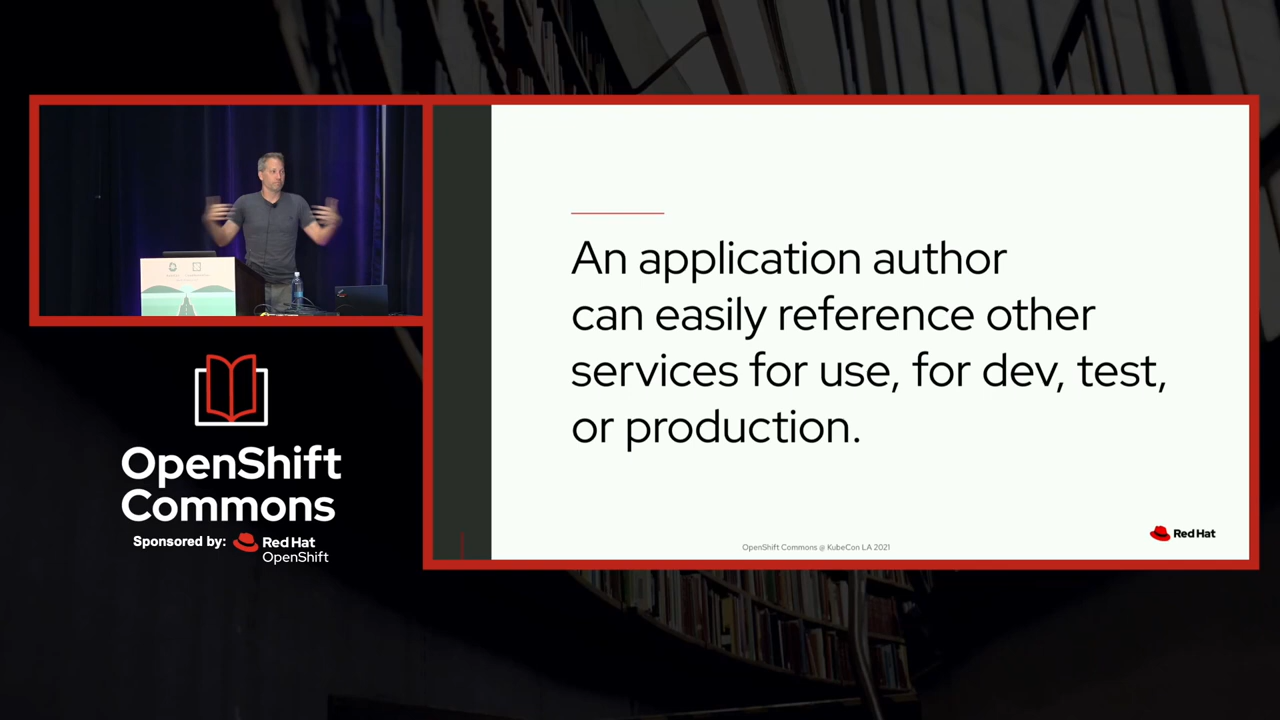 An application author
can easily reference other
services for use, for dev, test,
or production.
OpenShift Commons @ KubeCon LA 2021
Red Hat
OpenShift
Commons
Sponsored by:
Red Hat
OpenShift